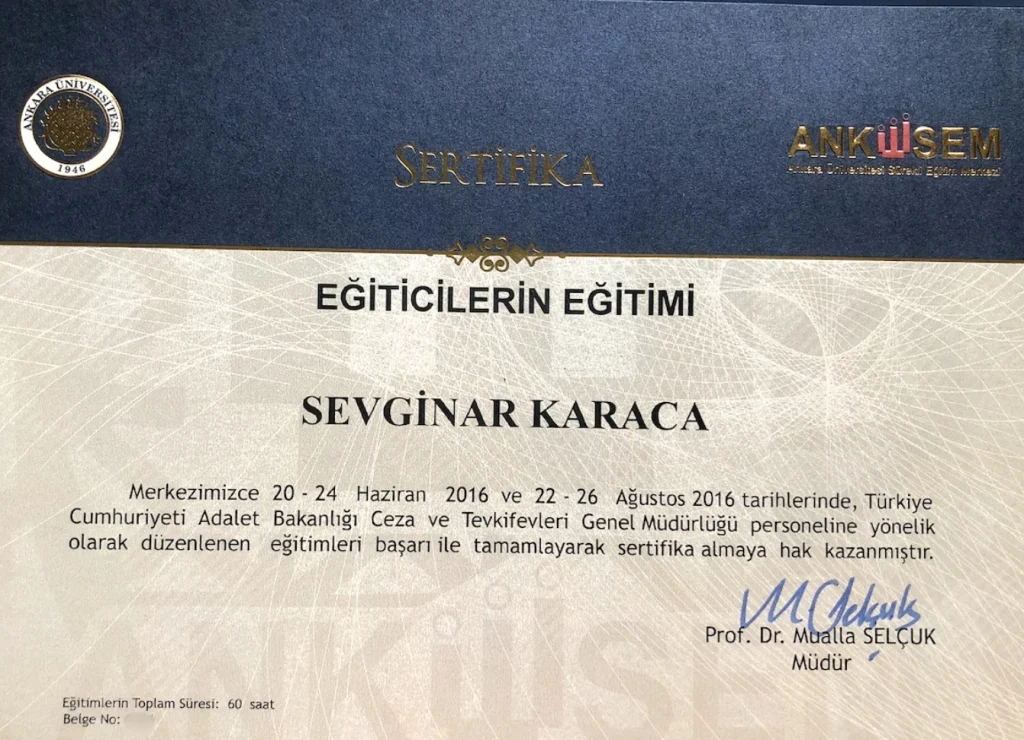 ANKARA ÜNİVERSİTESİ
1946
SERTİFİKA
ANKÜSEM
Ankara Üniversitesi Sürekli Eğitim Merkezi
EĞİTİCİLERİN EĞİTİMİ
SEVGİNAR KARACA
Merkezimizce 20 - 24 Haziran 2016 ve 22 - 26 Ağustos 2016 tarihlerinde, Türkiye
Cumhuriyeti Adalet Bakanlığı Ceza ve Tevkifevleri Genel Müdürlüğü personeline yönelik
olarak düzenlenen eğitimleri başarı ile tamamlayarak sertifika almaya hak kazanmıştır.
Prof. Dr. Mualla SELÇUK
Müdür
Eğitimlerin Toplam Süresi: 60 saat
Belge No: